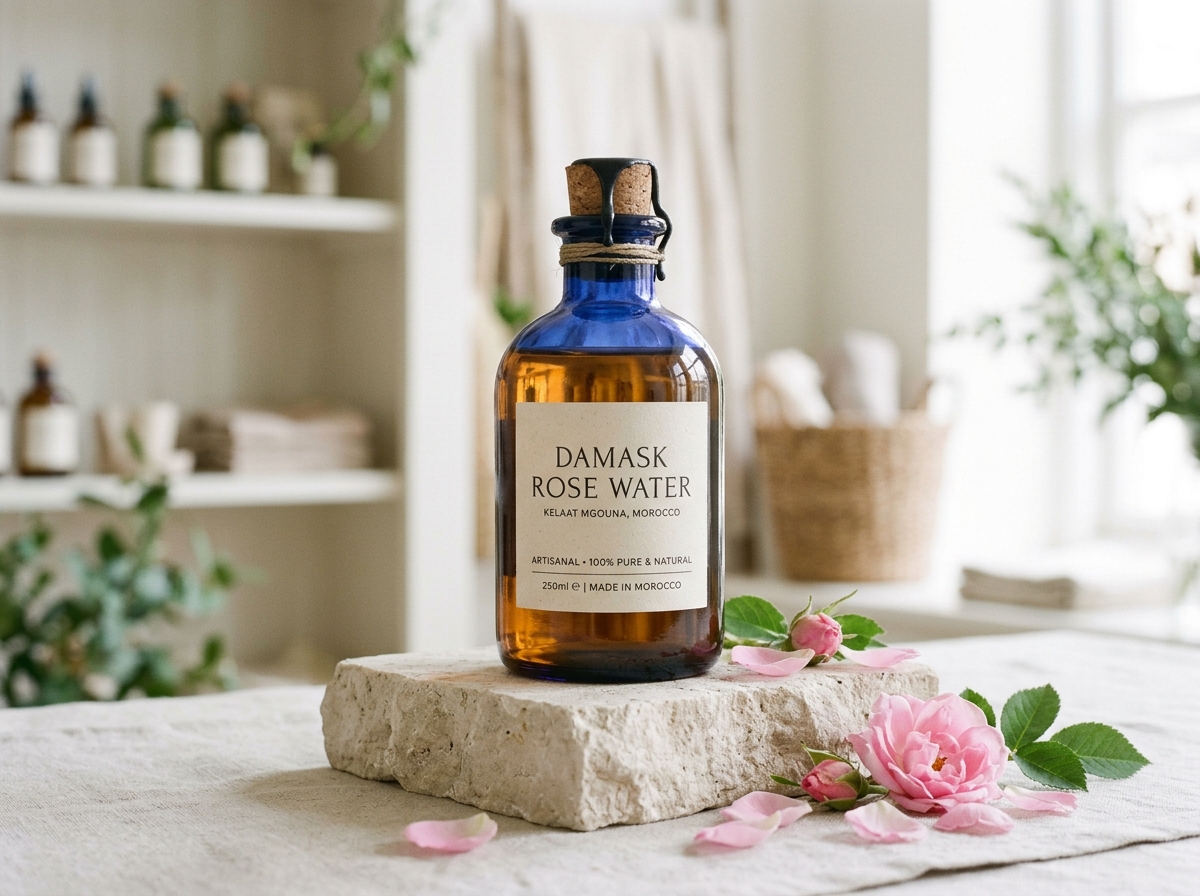 DAMASK
ROSE WATER
KELAAT MGOUNA, MOROCCO
ARTISANAL • 100% PURE & NATURAL
250ml ℮ | MADE IN MOROCCO